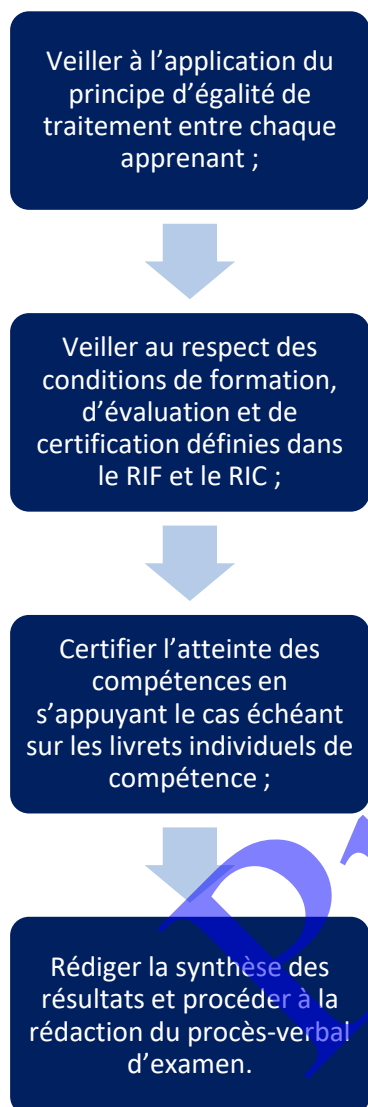 Veiller à l’application du
principe d’égalité de
traitement entre chaque
apprenant ;
Veiller au respect des
conditions de formation,
d’évaluation et de
certification définies dans
le RIF et le RIC ;
Certifier l’atteinte des
compétences en
s’appuyant le cas échéant
sur les livrets individuels de
compétence ;
Rédiger la synthèse des
résultats et procéder à la
rédaction du procès-verbal
d’examen.